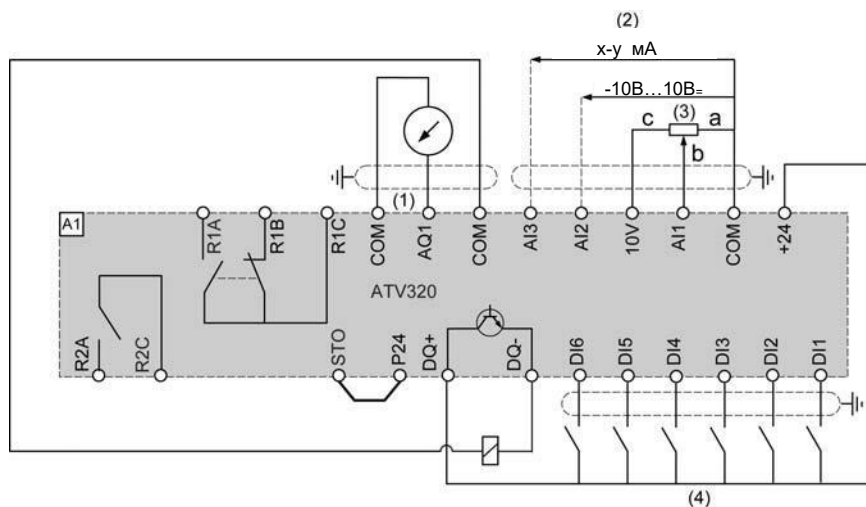 (2)
x-y мА
-10В...10В=
(3)
c
a
b
(1)
A1
R1A
R1B
R1C
COM
AQ1
COM
AI3
AI2
10V
AI1
COM
+24
ATV320
R2A
R2C
STO
P24
DQ+
DQ-
DI6
DI5
DI4
DI3
DI2
DI1
(4)